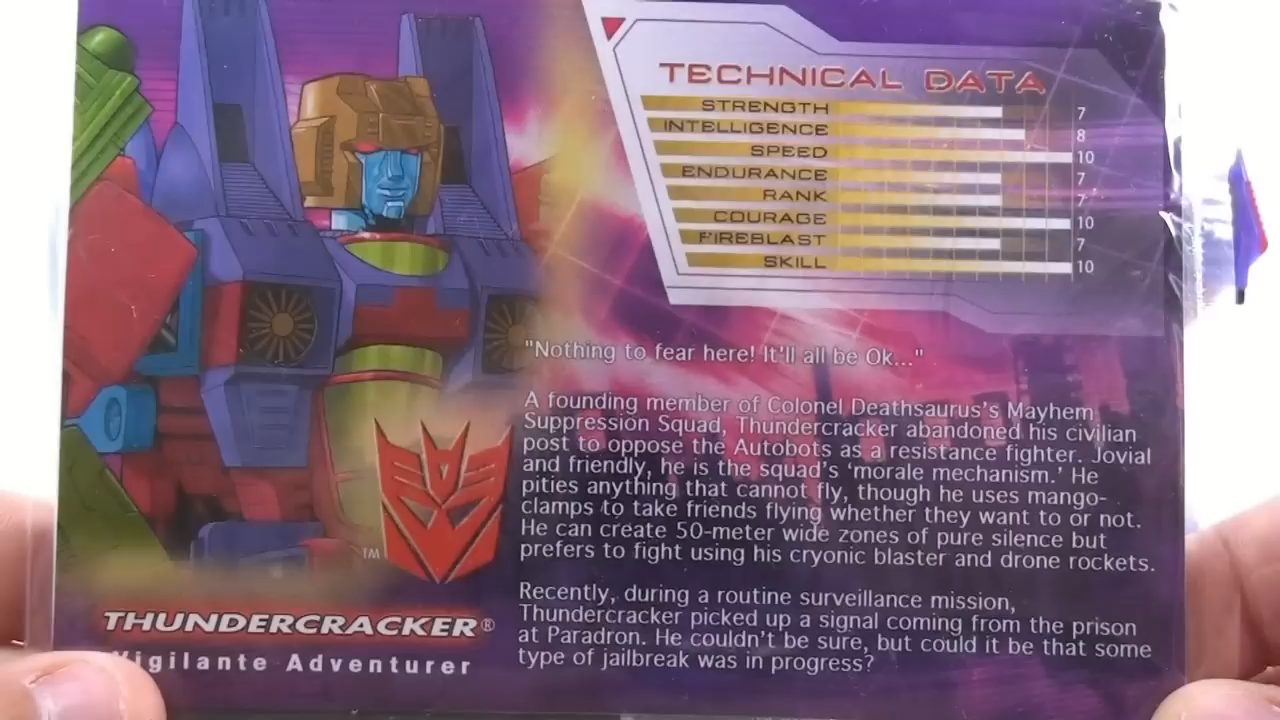 TECHNICAL DATA
STRENGTH 7
INTELLIGENCE 8
SPEED 10
ENDURANCE 7
RANK 7
COURAGE 10
FIREBLAST 7
SKILL 10
"Nothing to fear here! It'll all be Ok..."
A founding member of Colonel Deathsaurus's Mayhem
Suppression Squad, Thundercracker abandoned his civilian
post to oppose the Autobots as a resistance fighter. Jovial
and friendly, he is the squad's 'morale mechanism.' He
pities anything that cannot fly, though he uses mango-
clamps to take friends flying whether they want to or not.
He can create 50-meter wide zones of pure silence but
prefers to fight using his cryonic blaster and drone rockets.
Recently, during a routine surveillance mission,
Thundercracker picked up a signal coming from the prison
at Paradron. He couldn't be sure, but could it be that some
type of jailbreak was in progress?
TM
THUNDERCRACKER®
Vigilante Adventurer